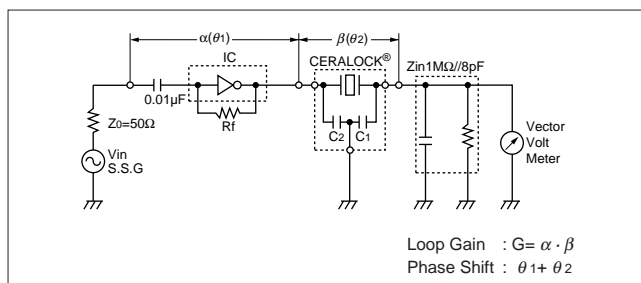 α(θ1) β(θ2)
IC
CERALOCK®
Zin1MΩ//8pF
0.01μF
Rf
C2 C1
Z0=50Ω
Vin
S.S.G
Vector
Volt
Meter
Loop Gain : G= α · β
Phase Shift : θ1+ θ2